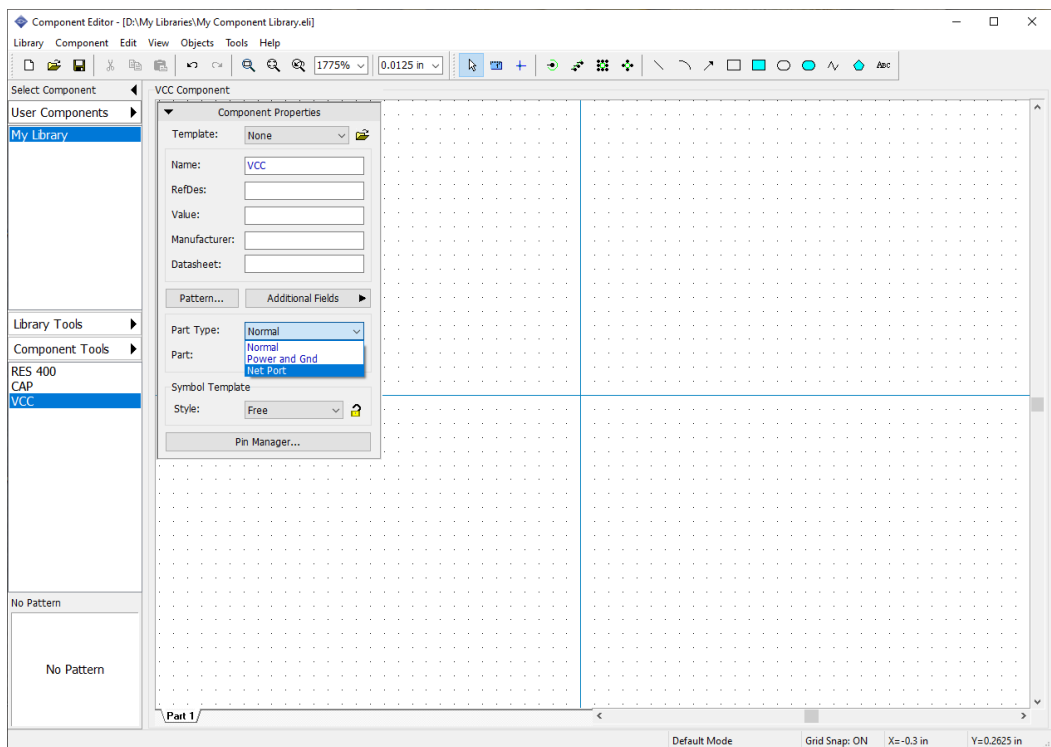 Component Editor - [D:\My Libraries\My Component Library.eli]
Library Component Edit View Objects Tools Help
1775% 0.0125 in ABC
Select Component
VCC Component
User Components
Component Properties
My Library
Template: None
Name: VCC
RefDes:
Value:
Manufacturer:
Datasheet:
Pattern... Additional Fields
Library Tools
Part Type: Normal
Component Tools
Normal
Part:
Power and Gnd
Net Port
RES 400
CAP
Symbol Template
VCC
Style: Free
Pin Manager...
No Pattern
No Pattern
Part 1
Default Mode Grid Snap: ON X=-0.3 in Y=0.2625 in